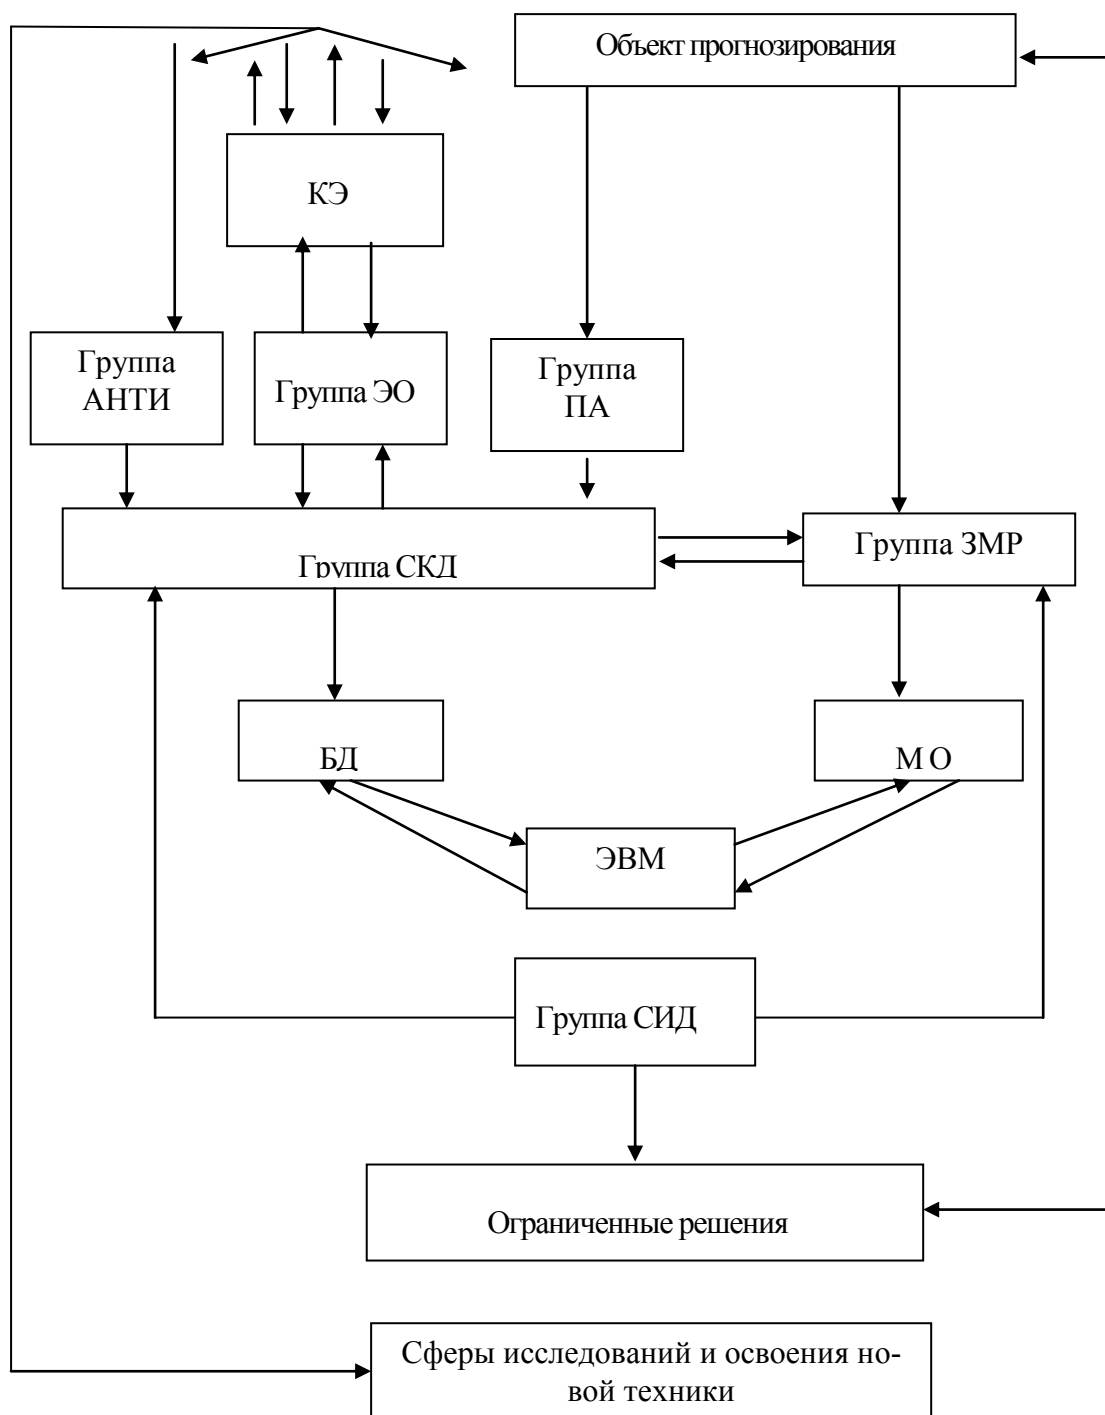 Объект прогнозирования
КЭ
Группа
АНТИ
Группа ЭО
Группа
ПА
Группа СКД
Группа ЗМР
БД
М О
ЭВМ
Группа СИД
Ограниченные решения
Сферы исследований и освоения но-
вой техники